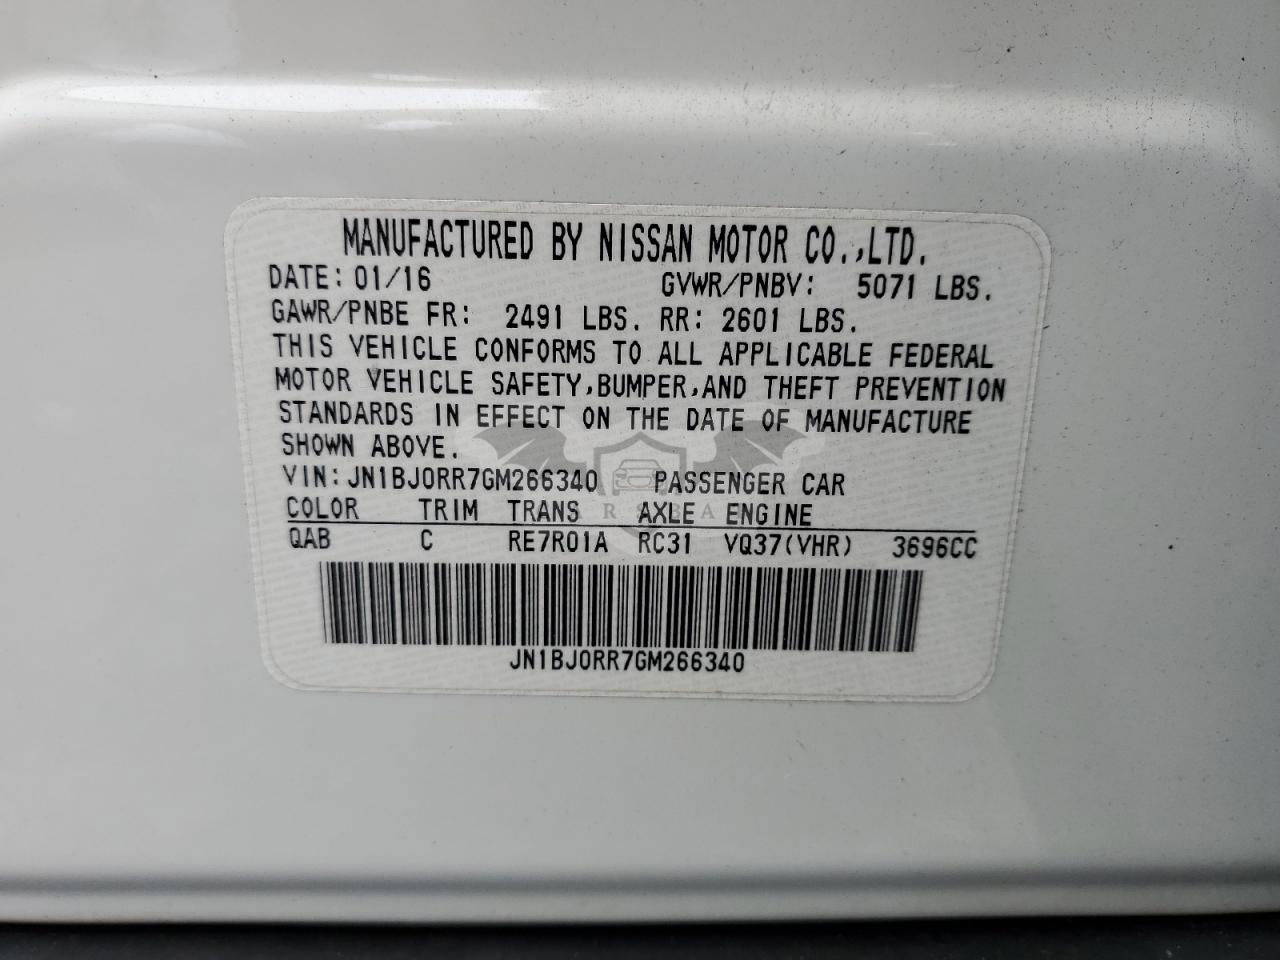 MANUFACTURED BY NISSAN MOTOR CO.,LTD.
DATE:01/16 GVWR/PNBV: 5071 LBS.
GAWR/PNBE FR: 2491 LBS. RR: 2601 LBS.
THIS VEHICLE CONFORMS TO ALL APPLICABLE FEDERAL
MOTOR VEHICLE SAFETY,BUMPER,AND THEFT PREVENTION
STANDARDS IN EFFECT ON THE DATE OF MANUFACTURE
SHOWN ABOVE.
VIN:JN1BJ0RR7GM266340 PASSENGER CAR
COLOR TRIM TRANS AXLE ENGINE
QAB C RE7R01A RC31 VQ37(VHR) 3696CC
JN1BJ0RR7GM266340